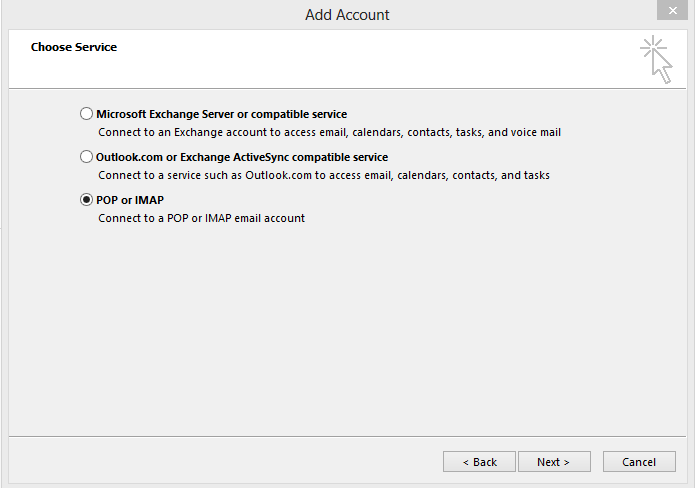 Add Account
Choose Service
Microsoft Exchange Server or compatible service
Connect to an Exchange account to access email, calendars, contacts, tasks, and voice mail
Outlook.com or Exchange ActiveSync compatible service
Connect to a service such as Outlook.com to access email, calendars, contacts, and tasks
POP or IMAP
Connect to a POP or IMAP email account
< Back Next > Cancel